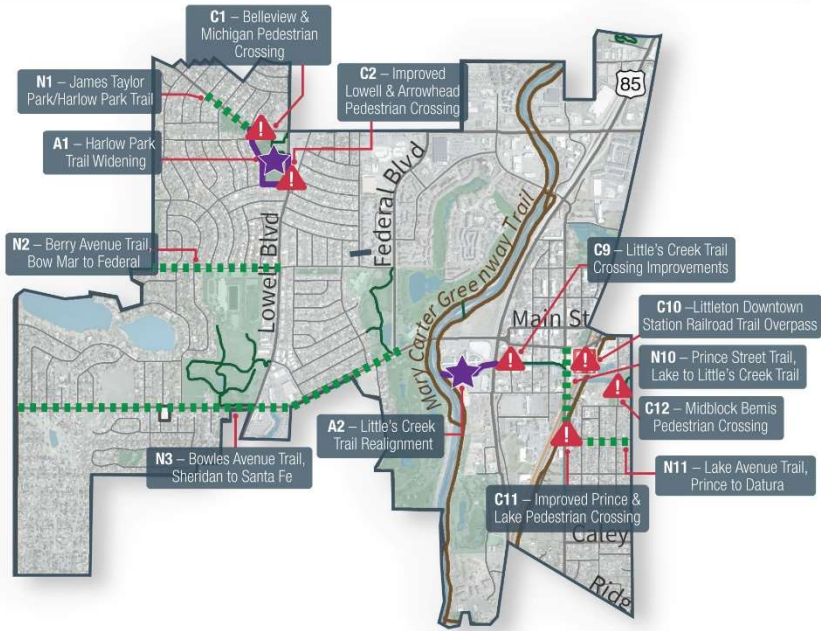 C1 – Belleview &
Michigan Pedestrian
Crossing
N1 – James Taylor
Park/Harlow Park Trail
C2 – Improved
Lowell & Arrowhead
Pedestrian Crossing
85
A1 – Harlow Park
Trail Widening
Federal Blvd
Lowell Blvd
Mary Carter Greenway Trail
N2 – Berry Avenue Trail,
Bow Mar to Federal
C9 – Little's Creek Trail
Crossing Improvements
Main St
C10 –Littleton Downtown
Station Railroad Trail Overpass
N10 – Prince Street Trail,
Lake to Little's Creek Trail
C12 – Midblock Bemis
Pedestrian Crossing
A2 – Little's Creek
Trail Realignment
N3 – Bowles Avenue Trail,
Sheridan to Santa Fe
N11 – Lake Avenue Trail,
Prince to Datura
C11 – Improved Prince &
Lake Pedestrian Crossing
Caley
Ridg